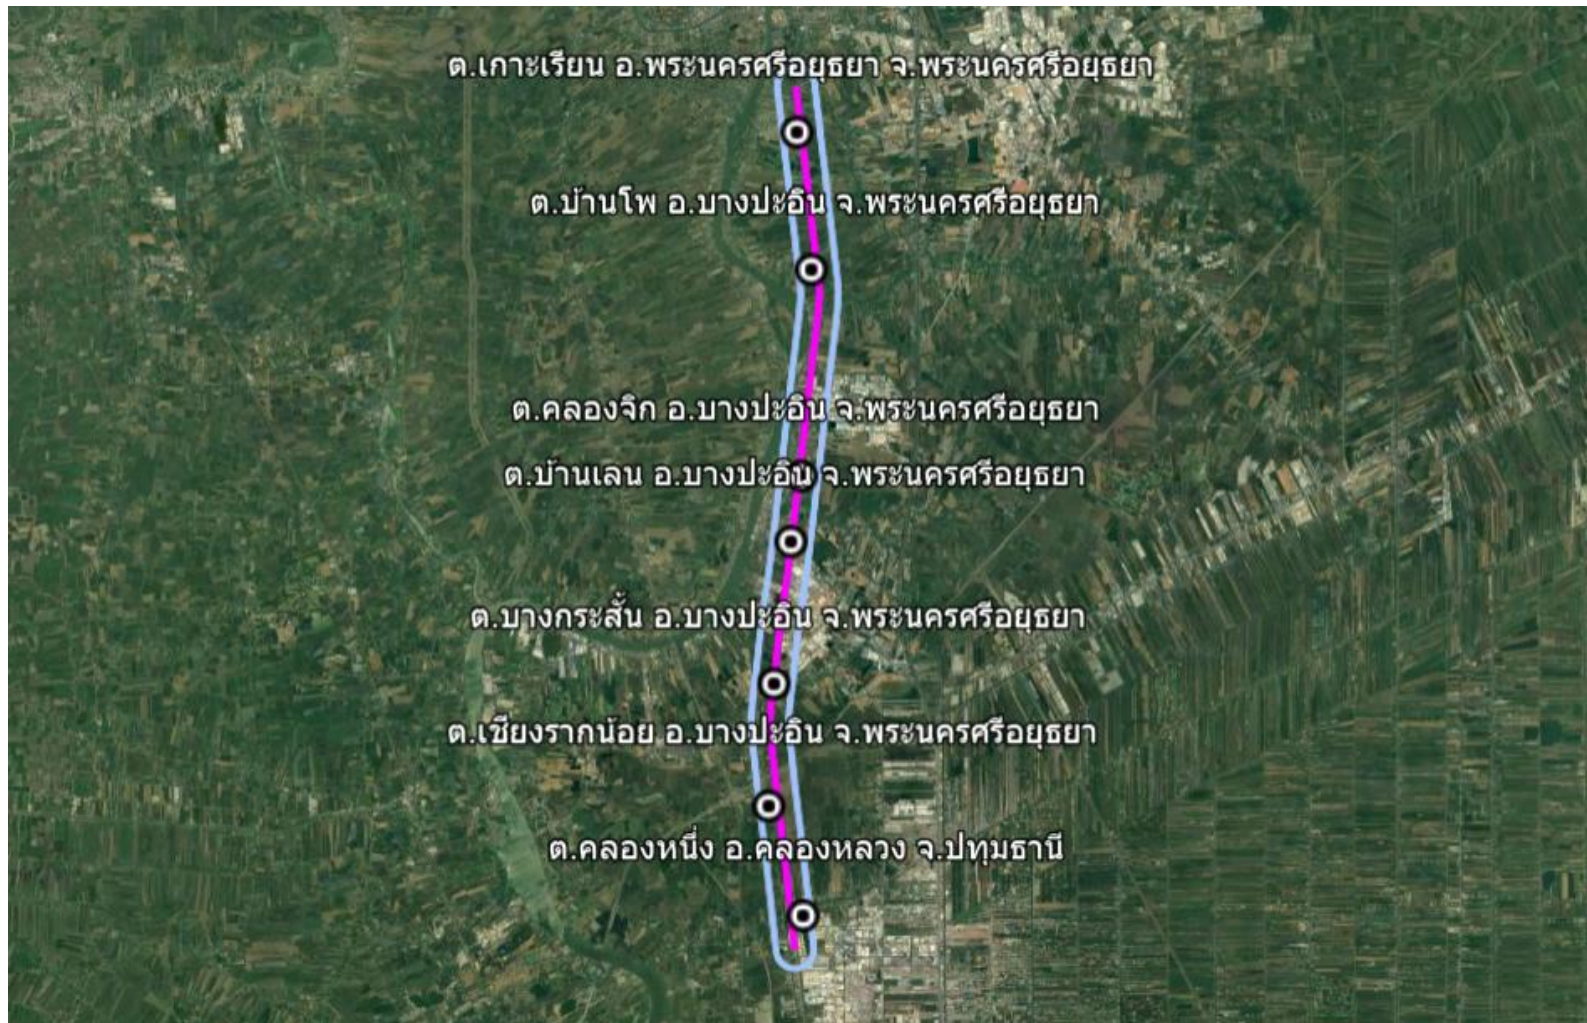 ต.เกาะเรียน อ.พระนครศรีอยุธยา จ.พระนครศรีอยุธยา
ต.บ้านโพ อ.บางปะอิน จ.พระนครศรีอยุธยา
ต.คลองจิก อ.บางปะอิน จ.พระนครศรีอยุธยา
ต.บ้านเลน อ.บางปะอิน จ.พระนครศรีอยุธยา
ต.บางกระสั้น อ.บางปะอิน จ.พระนครศรีอยุธยา
ต.เชียงรากน้อย อ.บางปะอิน จ.พระนครศรีอยุธยา
ต.คลองหนึ่ง อ.คลองหลวง จ.ปทุมธานี